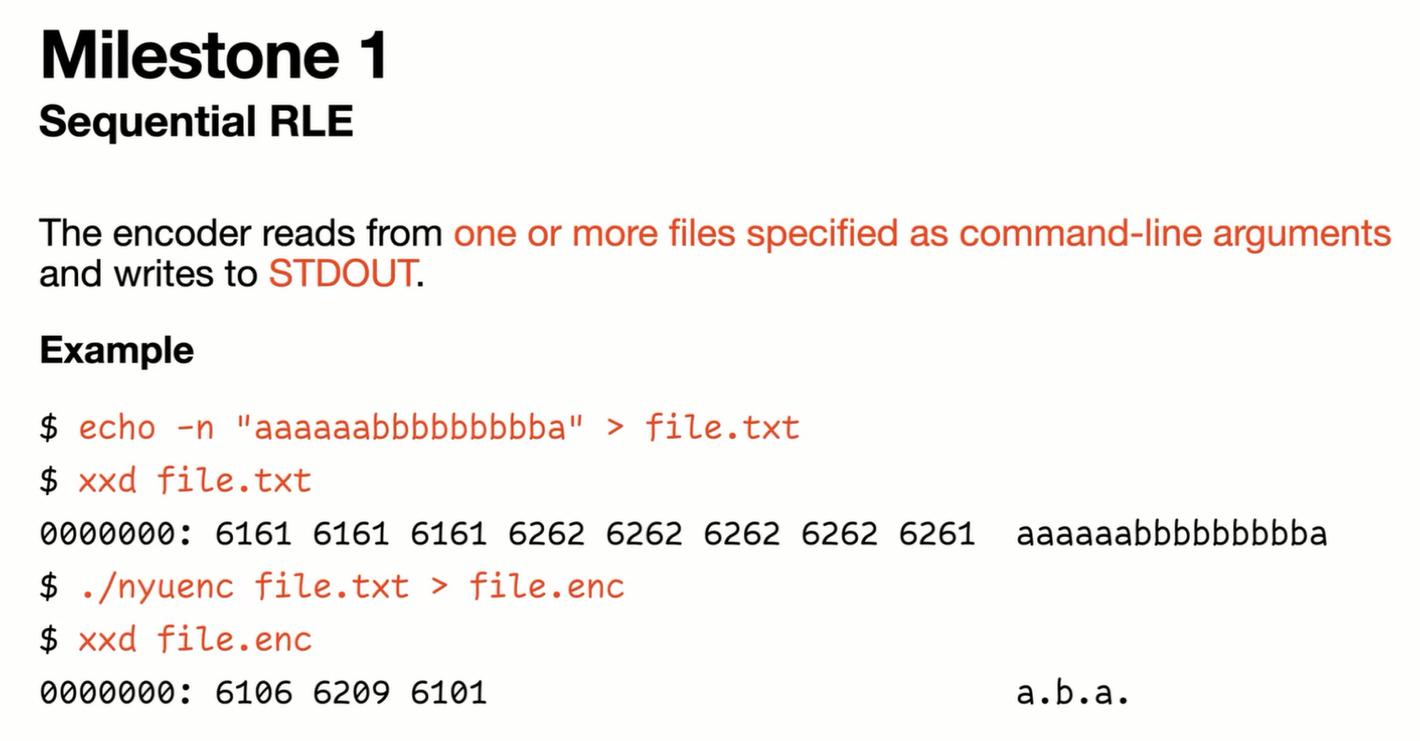 Milestone 1
Sequential RLE
The encoder reads from one or more files specified as command-line arguments
and writes to STDOUT.
Example
$ echo -n "aaaaaabbbbbbbbba" > file.txt
$ xxd file.txt
0000000: 6161 6161 6161 6262 6262 6262 6262 6261  aaaaaabbbbbbbbba
$ ./nyuenc file.txt > file.enc
$ xxd file.enc
0000000: 6106 6209 6101  a.b.a.